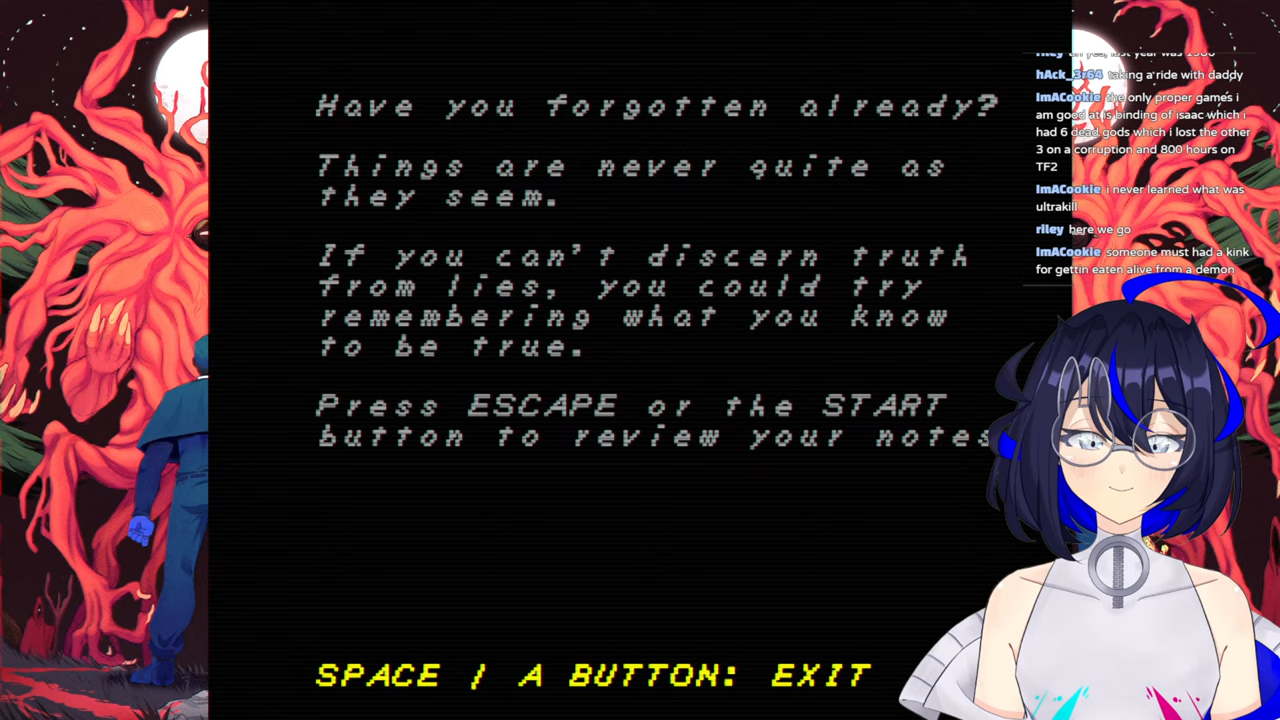 Have you forgotten already?
Things are never quite as
they seem.
If you can't discern truth
from lies, you could try
remembering what you know
to be true.
Press ESCAPE or the START
button to review your notes
SPACE / A BUTTON: EXIT
hAck_3r64 taking a ride with daddy
ImACookie the only proper games i
am good at is binding of isaac which i
had 6 dead gods which i lost the other
3 on a corruption and 800 hours on
TF2
ImACookie i never learned what was
ultrakill
riley here we go
ImACookie someone must had a kink
for gettin eaten alive from a demon